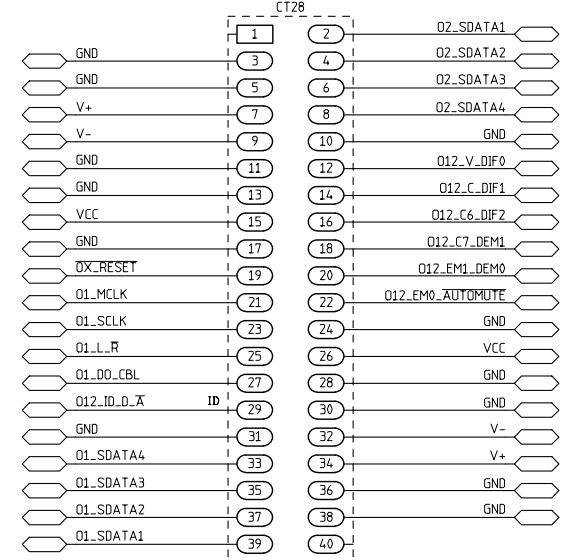 CT28
1 2 O2_SDATA1
GND 3 4 O2_SDATA2
GND 5 6 O2_SDATA3
V+ 7 8 O2_SDATA4
V- 9 10 GND
GND 11 12 O12_V_DIF0
GND 13 14 O12_C_DIF1
VCC 15 16 O12_C6_DIF2
GND 17 18 O12_C7_DEM1
OX_RESET 19 20 O12_EM1_DEM0
O1_MCLK 21 22 O12_EM0_AUTOMUTE
O1_SCLK 23 24 GND
O1_L_R 25 26 VCC
O1_DO_CBL 27 28 GND
O12_ID_D_A ID 29 30 GND
GND 31 32 V-
O1_SDATA4 33 34 V+
O1_SDATA3 35 36 GND
O1_SDATA2 37 38 GND
O1_SDATA1 39 40